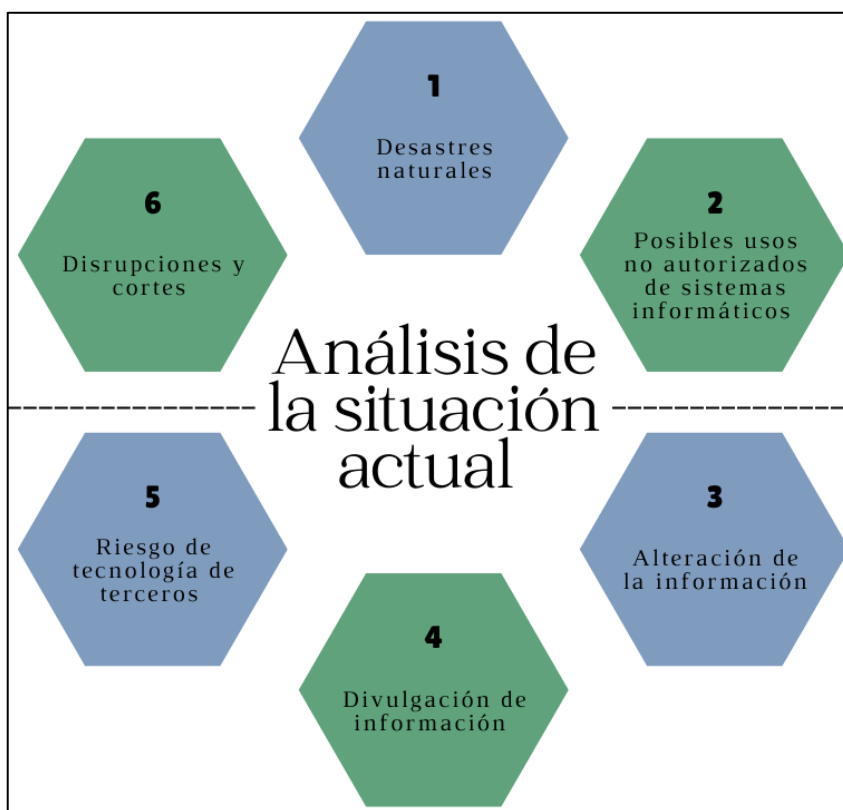 1
Desastres
naturales
2
Posibles usos
no autorizados
de sistemas
informáticos
3
Alteración de
la información
4
Divulgación de
información
5
Riesgo de
tecnología de
terceros
6
Disrupciones y
cortes
Análisis de
la situación
actual